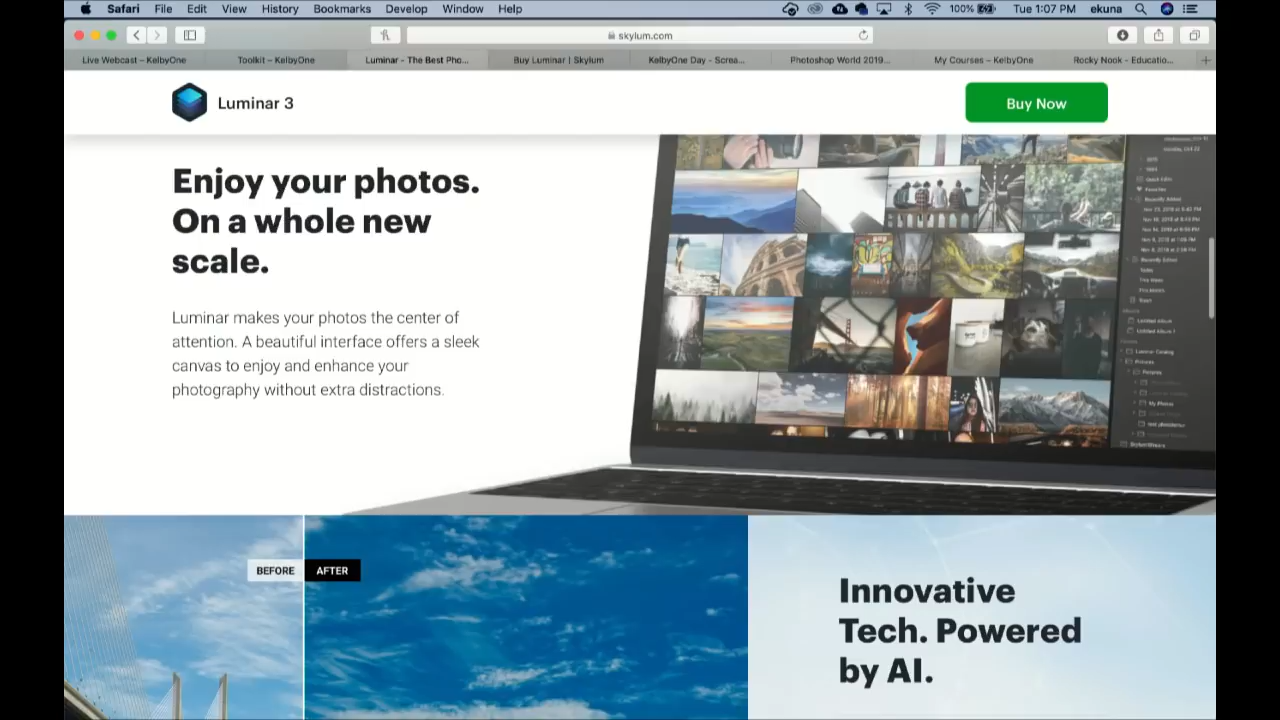 Safari File Edit View History Bookmarks Develop Window Help 100% Tue 1:07 PM ekuna
skylum.com
Live Webcast – KelbyOne Toolkit – KelbyOne Luminar - The Best Pho... Buy Luminar | Skylum KelbyOne Day - Screa... Photoshop World 2019... My Courses – KelbyOne Rocky Nook - Educatio...
Luminar 3
Buy Now
Enjoy your photos.
On a whole new
scale.
Luminar makes your photos the center of
attention. A beautiful interface offers a sleek
canvas to enjoy and enhance your
photography without extra distractions.
BEFORE AFTER
Innovative
Tech. Powered
by AI.